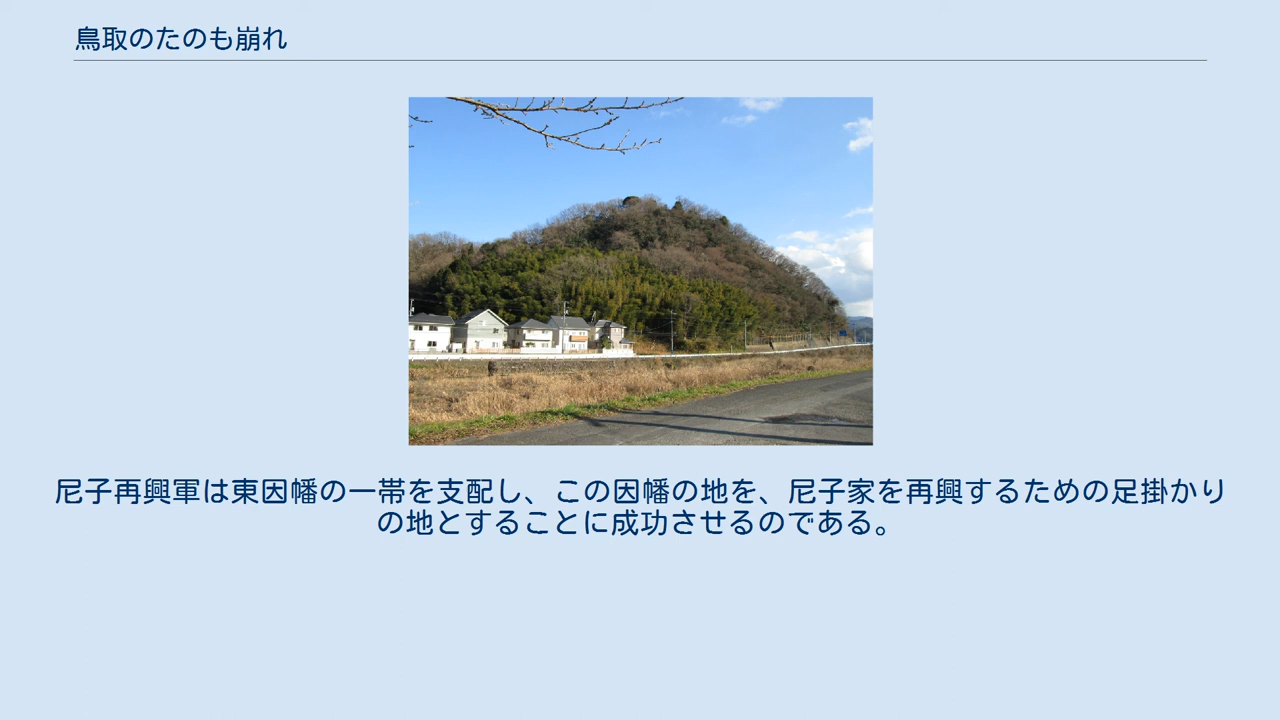 鳥取のたのも崩れ
尼子再興軍は東因幡の一帯を支配し、この因幡の地を、尼子家を再興するための足掛かり
の地とすることに成功させるのである。